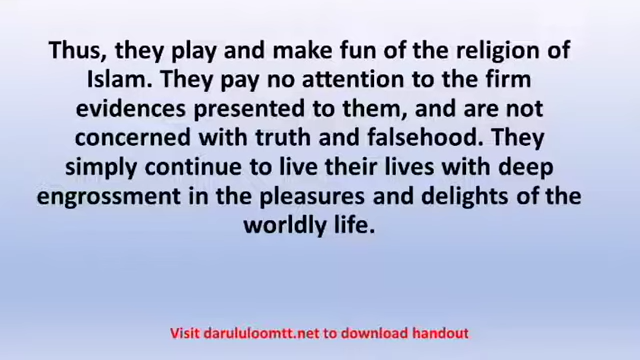 Thus, they play and make fun of the religion of
Islam. They pay no attention to the firm
evidences presented to them, and are not
concerned with truth and falsehood. They
simply continue to live their lives with deep
engrossment in the pleasures and delights of the
worldly life.
Visit darululoomtt.net to download handout